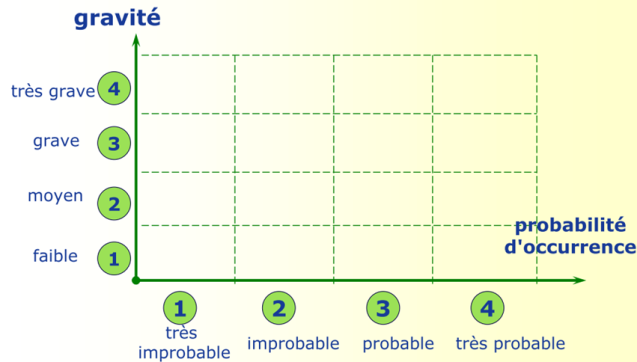 gravité
très grave 4
grave 3
moyen 2
faible 1
probabilité
d'occurrence
1 2 3 4
très
improbable improbable probable très probable